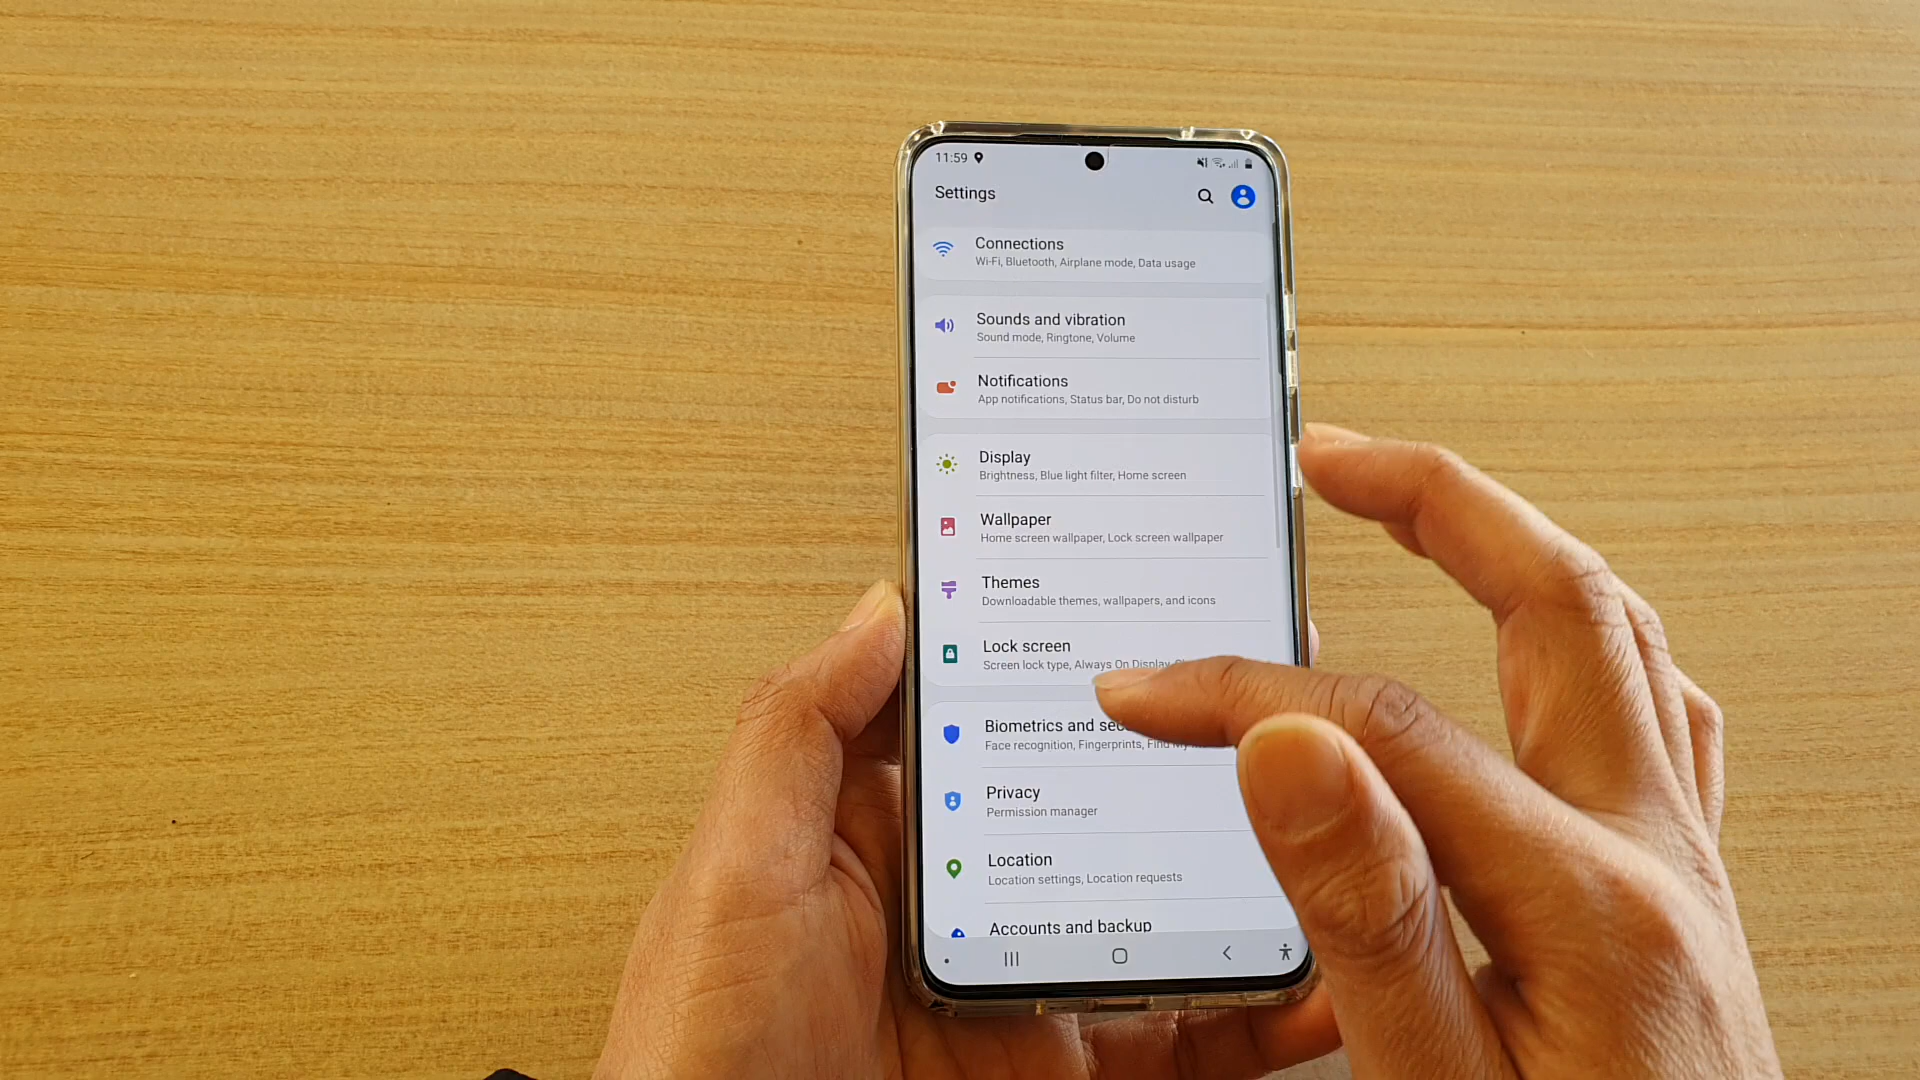 11:59
Settings
Connections
Wi-Fi, Bluetooth, Airplane mode, Data usage
Sounds and vibration
Sound mode, Ringtone, Volume
Notifications
App notifications, Status bar, Do not disturb
Display
Brightness, Blue light filter, Home screen
Wallpaper
Home screen wallpaper, Lock screen wallpaper
Themes
Downloadable themes, wallpapers, and icons
Lock screen
Screen lock type, Always On Display,
Biometrics and sec
Face recognition, Fingerprints, Find My
Privacy
Permission manager
Location
Location settings, Location requests
Accounts and backup